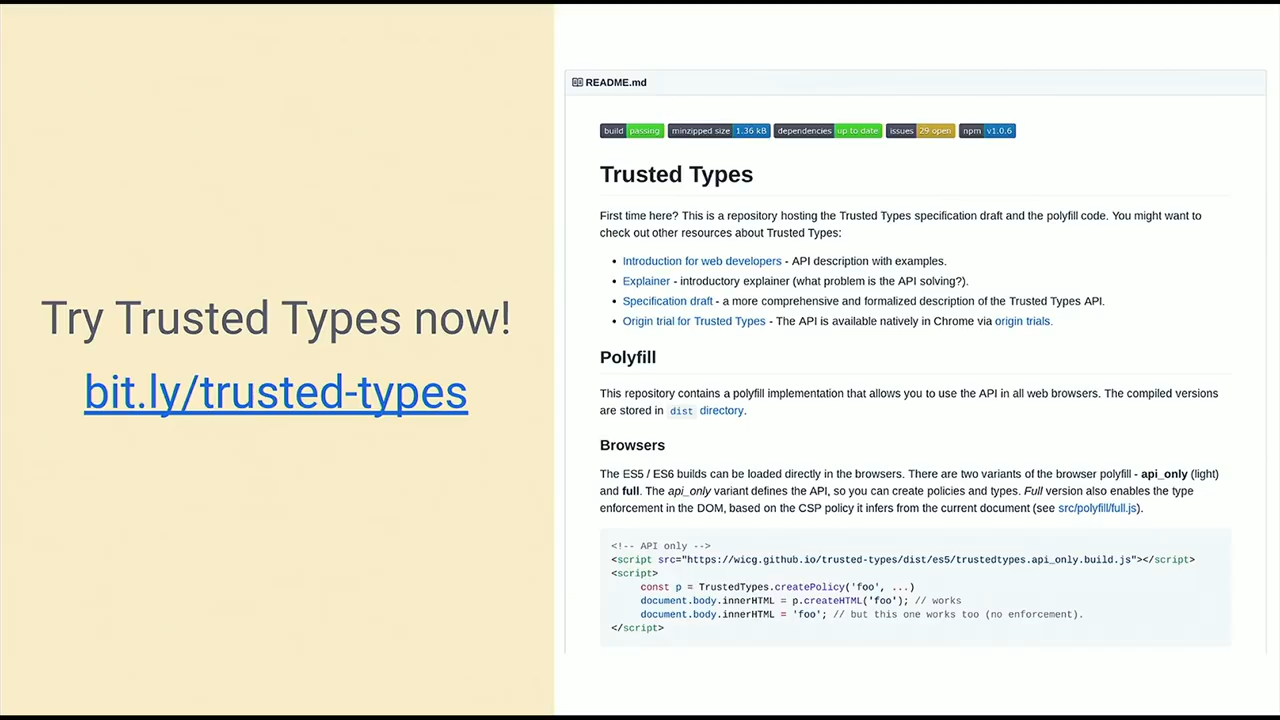 Try Trusted Types now!
bit.ly/trusted-types
README.md
build passing minzipped size 1.36 kB dependencies up to date issues 29 open npm v1.0.6
Trusted Types
First time here? This is a repository hosting the Trusted Types specification draft and the polyfill code. You might want to
check out other resources about Trusted Types:
• Introduction for web developers - API description with examples.
• Explainer - introductory explainer (what problem is the API solving?).
• Specification draft - a more comprehensive and formalized description of the Trusted Types API.
• Origin trial for Trusted Types - The API is available natively in Chrome via origin trials.
Polyfill
This repository contains a polyfill implementation that allows you to use the API in all web browsers. The compiled versions
are stored in dist directory.
Browsers
The ES5 / ES6 builds can be loaded directly in the browsers. There are two variants of the browser polyfill - api_only (light)
and full. The api_only variant defines the API, so you can create policies and types. Full version also enables the type
enforcement in the DOM, based on the CSP policy it infers from the current document (see src/polyfill/full.js).
<!-- API only -->
<script src="https://wicg.github.io/trusted-types/dist/es5/trustedtypes.api_only.build.js"></script>
<script>
const p = TrustedTypes.createPolicy('foo', ...)
document.body.innerHTML = p.createHTML('foo'); // works
document.body.innerHTML = 'foo'; // but this one works too (no enforcement).
</script>